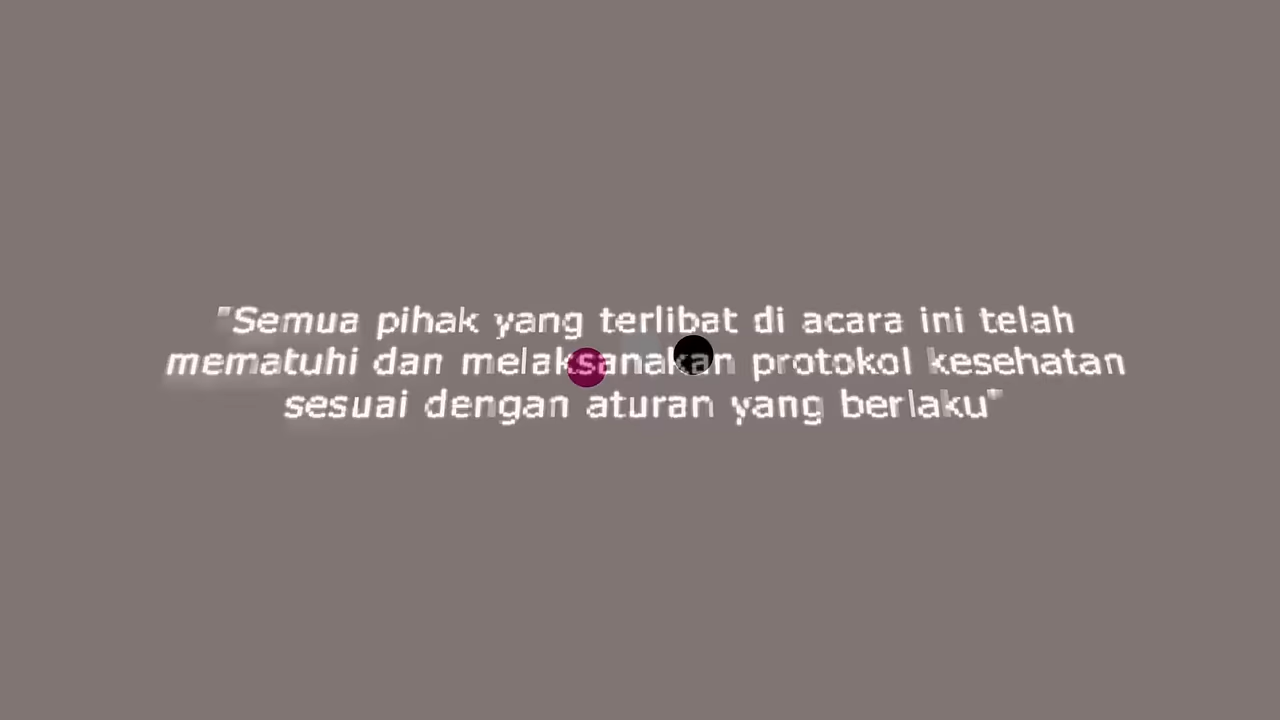 "Semua pihak yang terlibat di acara ini telah
mematuhi dan melaksanakan protokol kesehatan
sesuai dengan aturan yang berlaku"